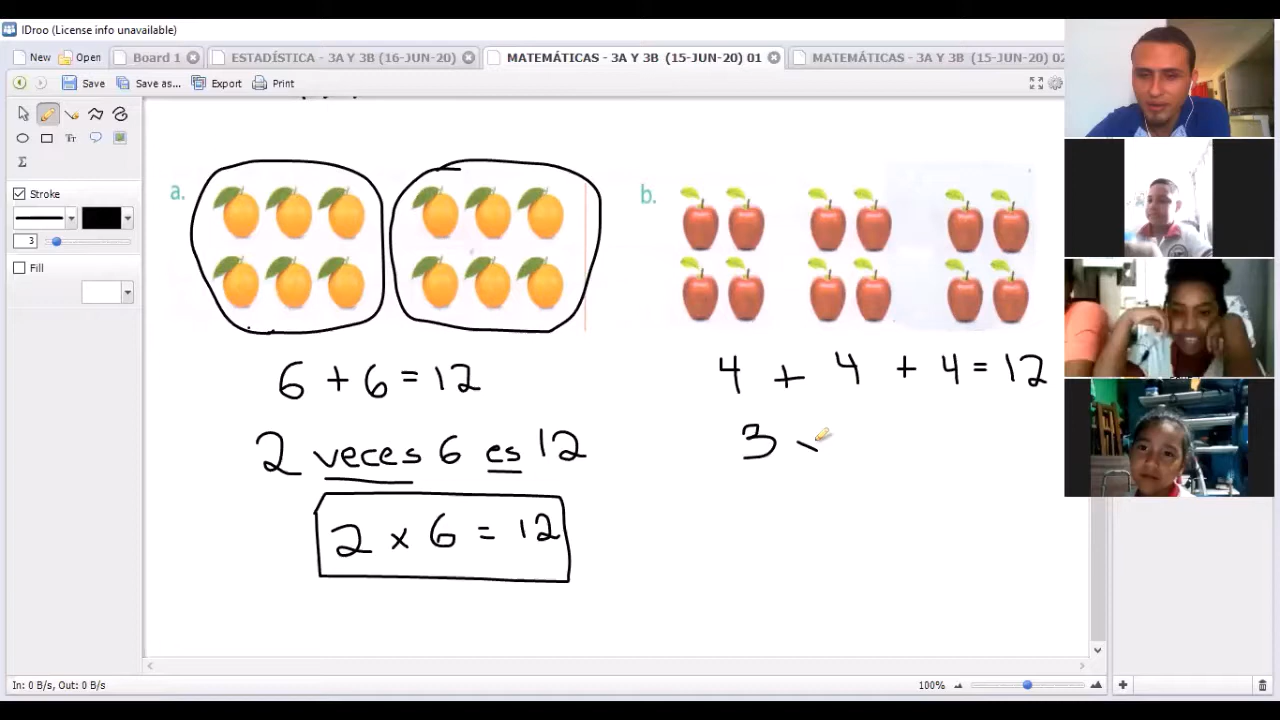 IDroo (License info unavailable)
New Open Board 1 ESTADÍSTICA - 3A Y 3B (16-JUN-20) MATEMÁTICAS - 3A Y 3B (15-JUN-20) 01 MATEMÁTICAS - 3A Y 3B (15-JUN-20) 02
Save Save as... Export Print
Tr
Σ
Stroke
3
Fill
a.
b.
6 + 6 = 12
4 + 4 + 4 = 12
2 veces 6 es 12
3
2 x 6 = 12
In: 0 B/s, Out: 0 B/s
100%